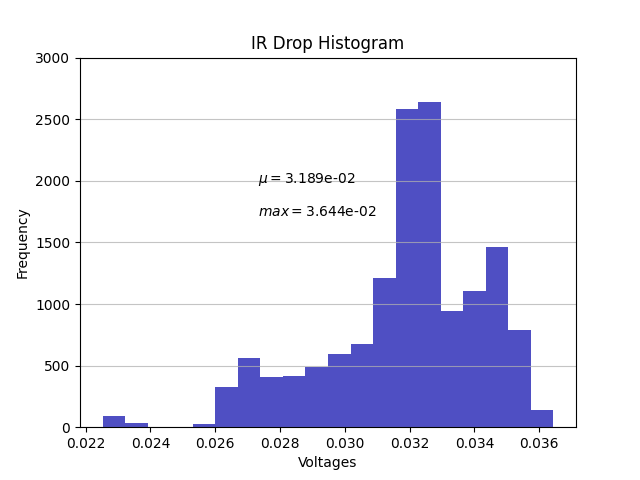 IR Drop Histogram
3000
2500
2000
1500
1000
500
0
Frequency
μ = 3.189e-02
max = 3.644e-02
0.022 0.024 0.026 0.028 0.030 0.032 0.034 0.036
Voltages